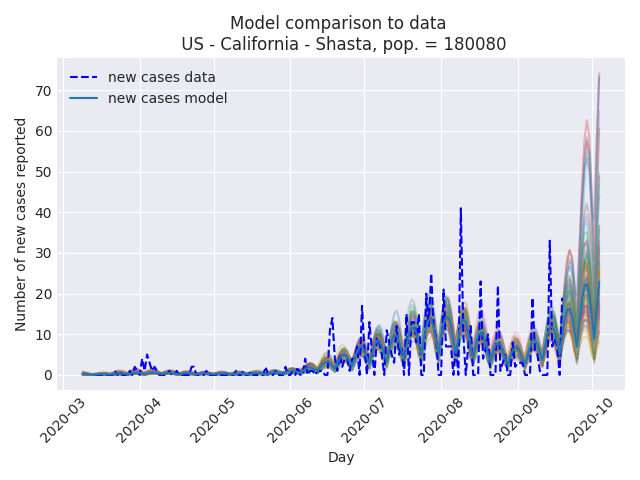 Model comparison to data
US - California - Shasta, pop. = 180080
new cases data
new cases model
Number of new cases reported
70
60
50
40
30
20
10
0
2020-03
2020-04
2020-05
2020-06
2020-07
2020-08
2020-09
2020-10
Day